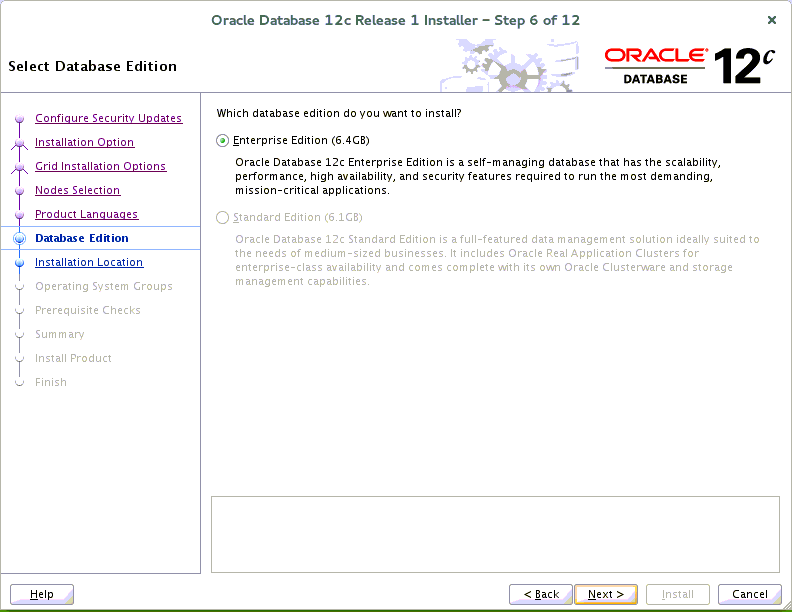 Oracle Database 12c Release 1 Installer – Step 6 of 12
Select Database Edition
ORACLE®
DATABASE
12c
Configure Security Updates
Installation Option
Grid Installation Options
Nodes Selection
Product Languages
Database Edition
Installation Location
Operating System Groups
Prerequisite Checks
Summary
Install Product
Finish
Which database edition do you want to install?
Enterprise Edition (6.4GB)
Oracle Database 12c Enterprise Edition is a self-managing database that has the scalability,
performance, high availability, and security features required to run the most demanding,
mission-critical applications.
Standard Edition (6.1GB)
Oracle Database 12c Standard Edition is a full-featured data management solution ideally suited to
the needs of medium-sized businesses. It includes Oracle Real Application Clusters for
enterprise-class availability and comes complete with its own Oracle Clusterware and storage
management capabilities.
Help
< Back
Next >
Install
Cancel